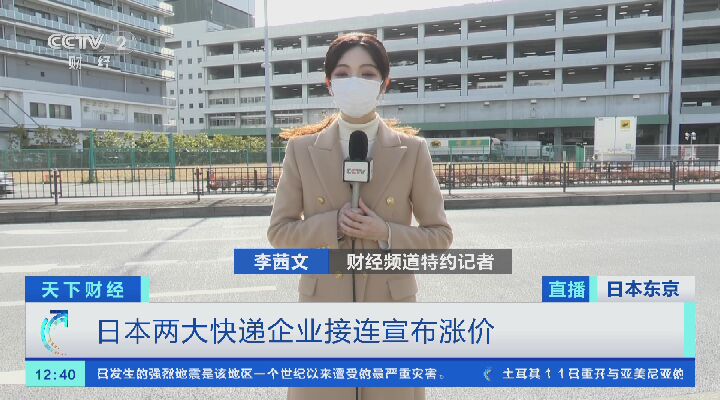 CCTV 2
财经
CCTV
李茜文 财经频道特约记者
天下财经 直播 日本东京
日本两大快递企业接连宣布涨价
12:40 日发生的强烈地震是该地区一个世纪以来遭受的最严重灾害。 土耳其11日重开与亚美尼亚的